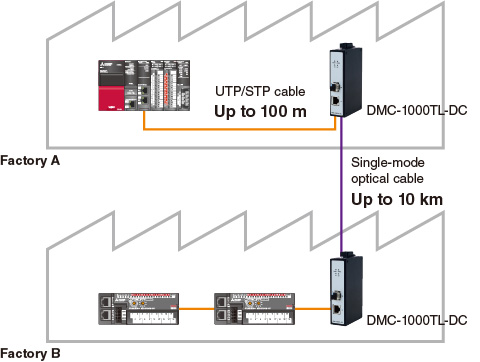 UTP/STP cable
Up to 100 m
DMC-1000TL-DC
Factory A
Single-mode
optical cable
Up to 10 km
DMC-1000TL-DC
Factory B